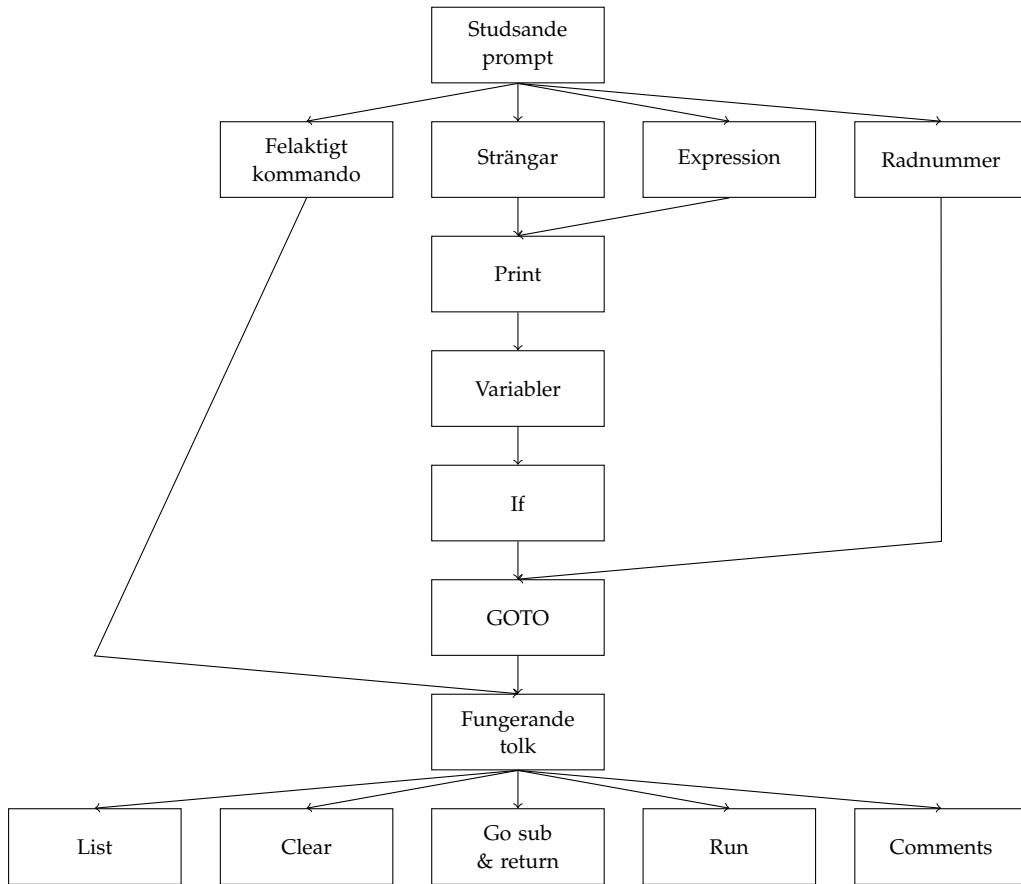 Studsande
prompt
Felaktigt
kommando
Strängar
Expression
Radnummer
Print
Variabler
If
GOTO
Fungerande
tolk
List
Clear
Go sub
& return
Run
Comments